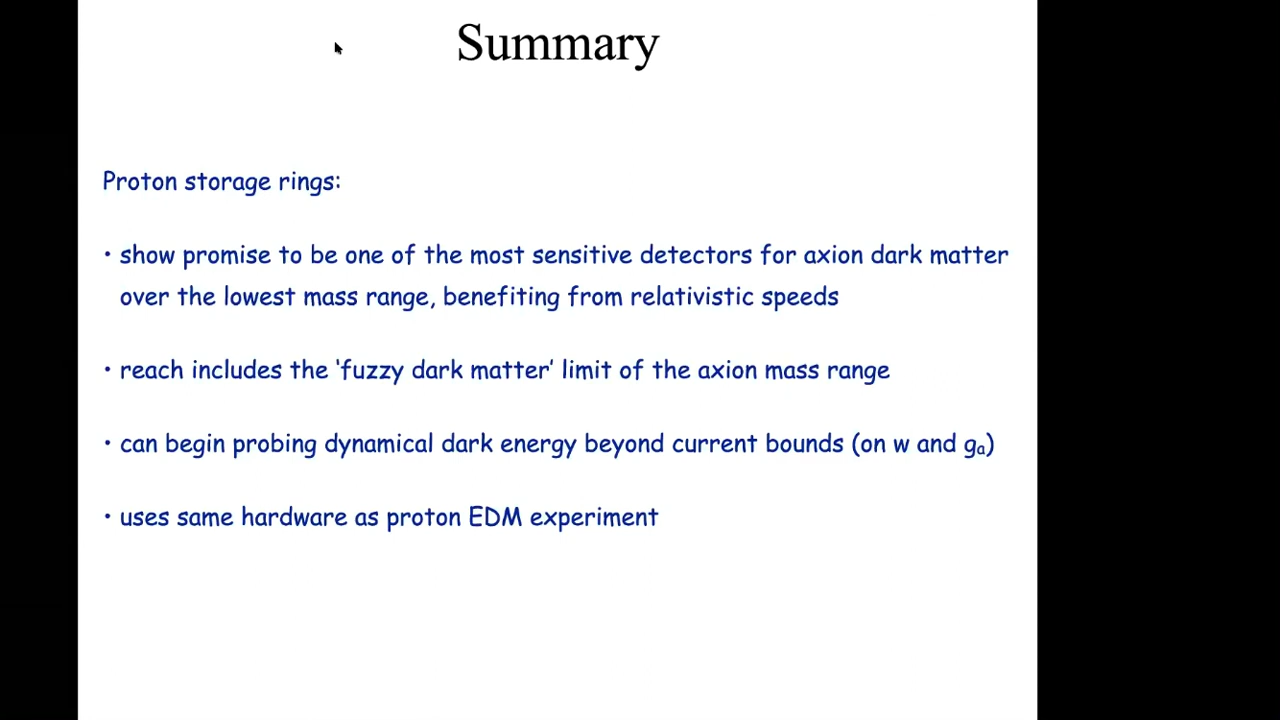 Summary
Proton storage rings:
• show promise to be one of the most sensitive detectors for axion dark matter
over the lowest mass range, benefiting from relativistic speeds
• reach includes the ‘fuzzy dark matter’ limit of the axion mass range
• can begin probing dynamical dark energy beyond current bounds (on w and gₐ)
• uses same hardware as proton EDM experiment